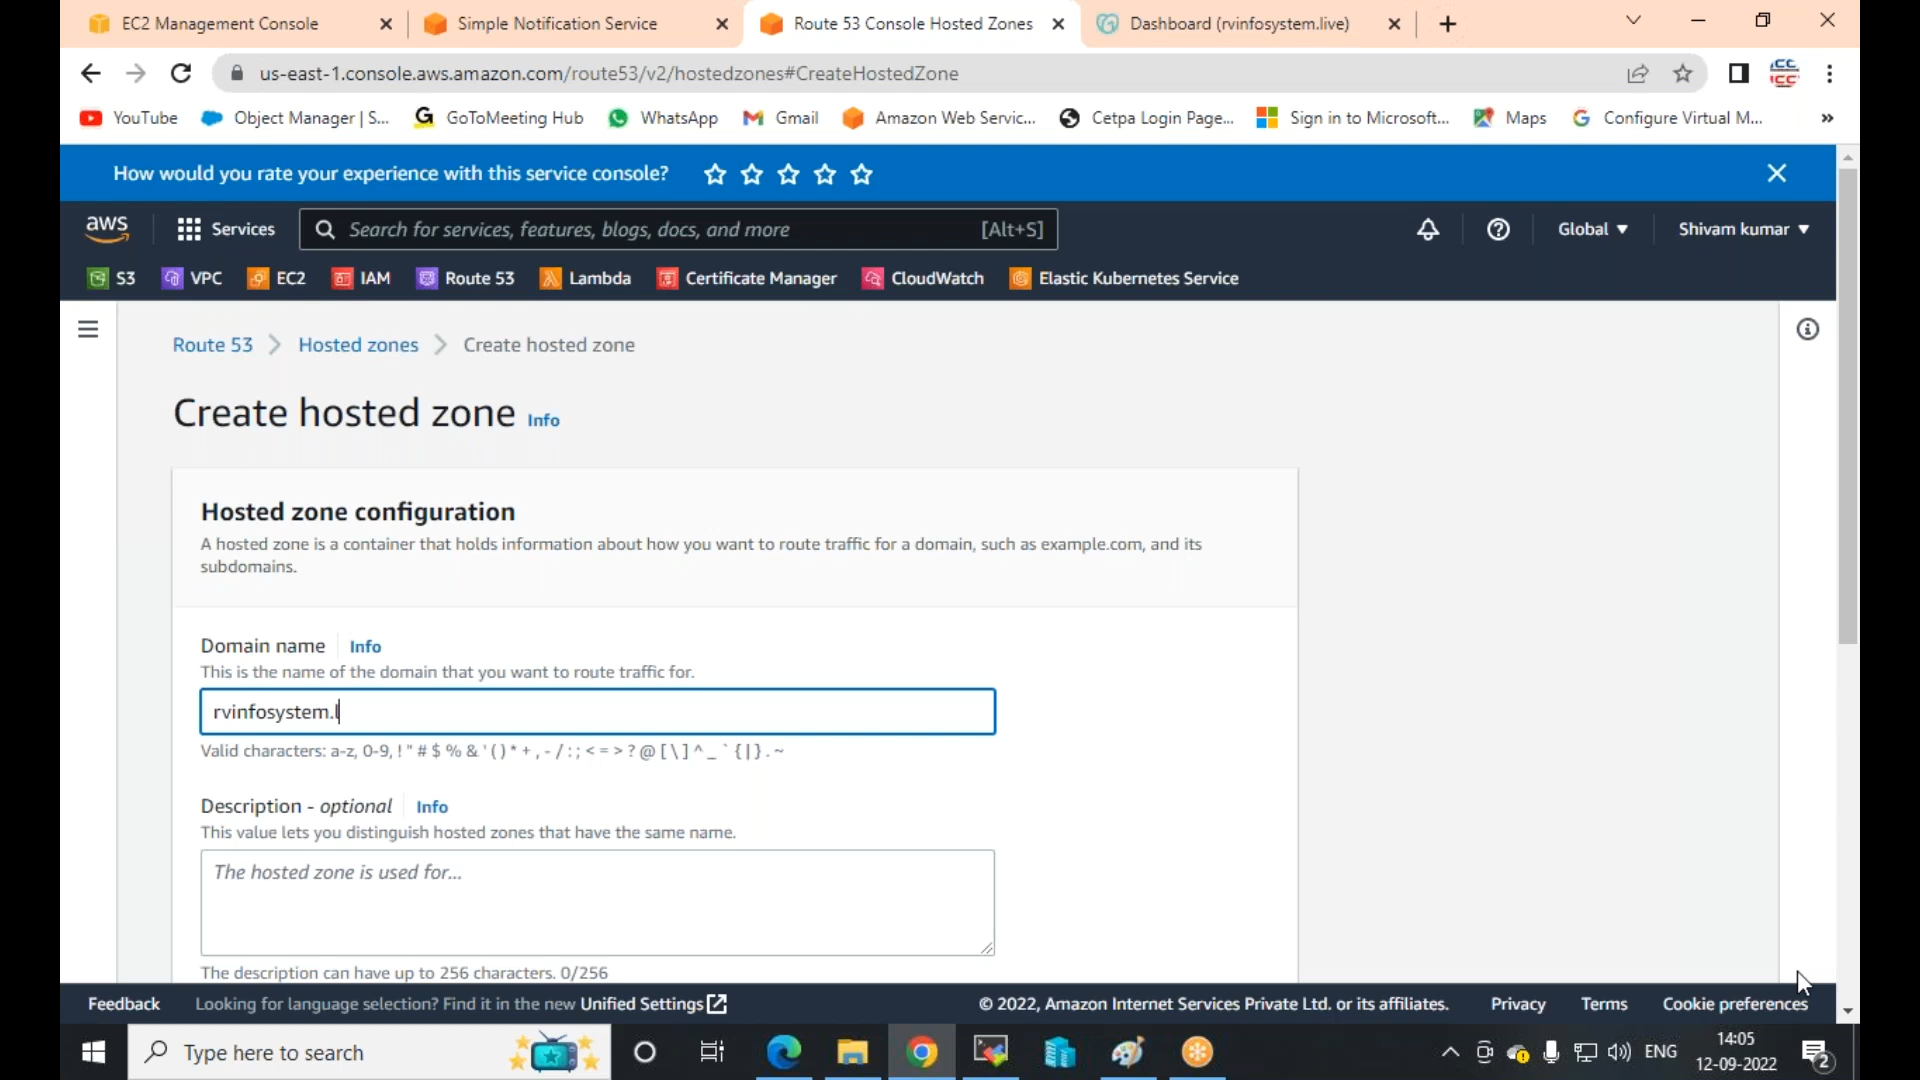 EC2 Management Console
Simple Notification Service
Route 53 Console Hosted Zones
Dashboard (rvinfosystem.live)
us-east-1.console.aws.amazon.com/route53/v2/hostedzones#CreateHostedZone
YouTube
Object Manager | S...
GoToMeeting Hub
WhatsApp
Gmail
Amazon Web Servic...
Cetpa Login Page...
Sign in to Microsoft...
Maps
Configure Virtual M...
»
How would you rate your experience with this service console?
aws
Services
Search for services, features, blogs, docs, and more
[Alt+S]
Global
Shivam kumar
S3
VPC
EC2
IAM
Route 53
Lambda
Certificate Manager
CloudWatch
Elastic Kubernetes Service
Route 53
Hosted zones
Create hosted zone
Create hosted zone Info
Hosted zone configuration
A hosted zone is a container that holds information about how you want to route traffic for a domain, such as example.com, and its
subdomains.
Domain name
Info
This is the name of the domain that you want to route traffic for.
rvinfosystem.l
Valid characters: a-z, 0-9, ! " # $ % & ' ( ) * + , - / : ; < = > ? @ [ \ ] ^ _ ` { | } . ~
Description - optional
Info
This value lets you distinguish hosted zones that have the same name.
The hosted zone is used for...
The description can have up to 256 characters. 0/256
Feedback
Looking for language selection? Find it in the new Unified Settings
© 2022, Amazon Internet Services Private Ltd. or its affiliates.
Privacy
Terms
Cookie preferences
Type here to search
ENG
14:05
12-09-2022
2